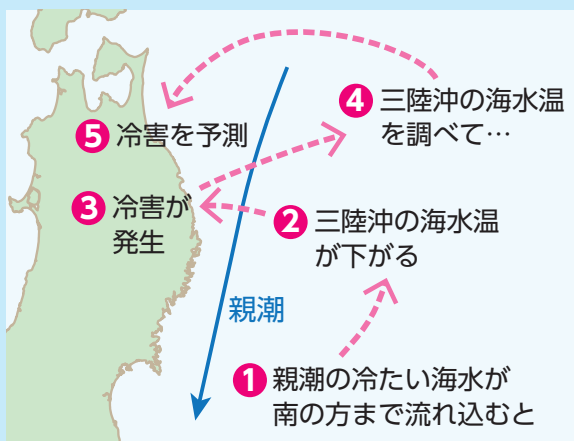 ❶ 親潮の冷たい海水が
南の方まで流れ込むと
❷ 三陸沖の海水温
が下がる
❸ 冷害が
発生
❹ 三陸沖の海水温
を調べて…
❺ 冷害を予測
親潮